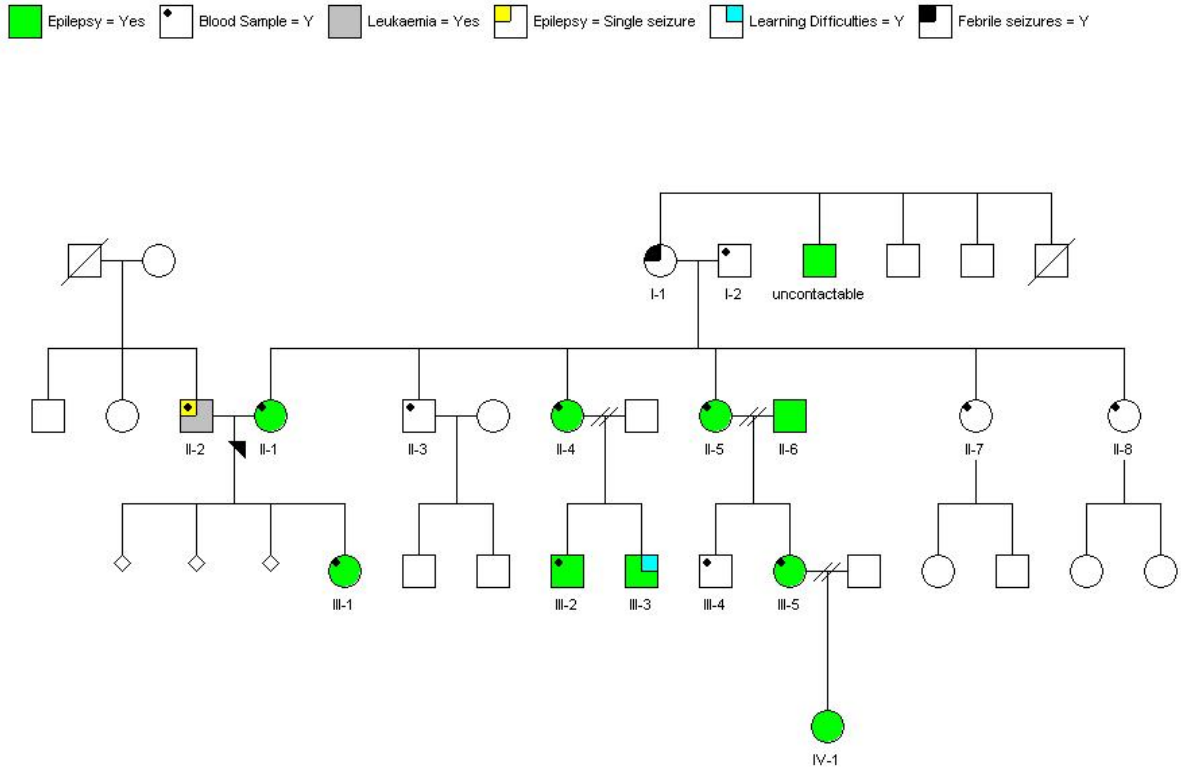 Epilepsy = Yes Blood Sample = Y Leukaemia = Yes Epilepsy = Single seizure Learning Difficulties = Y Febrile seizures = Y
I-1 I-2 uncontactable
II-2 II-1 II-3 II-4 II-5 II-6 II-7 II-8
III-1 III-2 III-3 III-4 III-5
IV-1